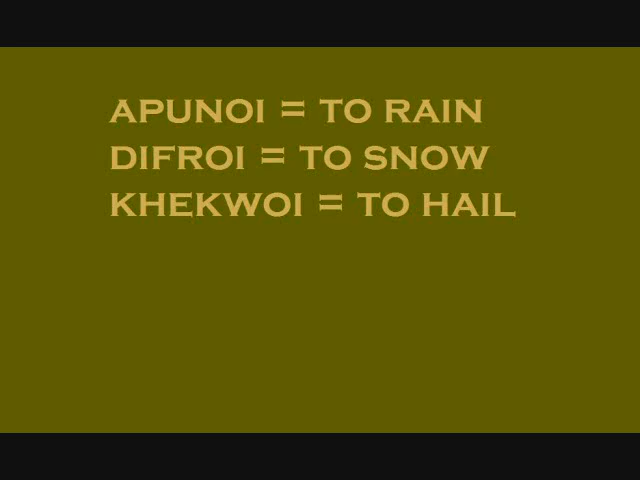 APUNOI = TO RAIN
DIFROI = TO SNOW
KHEKWOI = TO HAIL